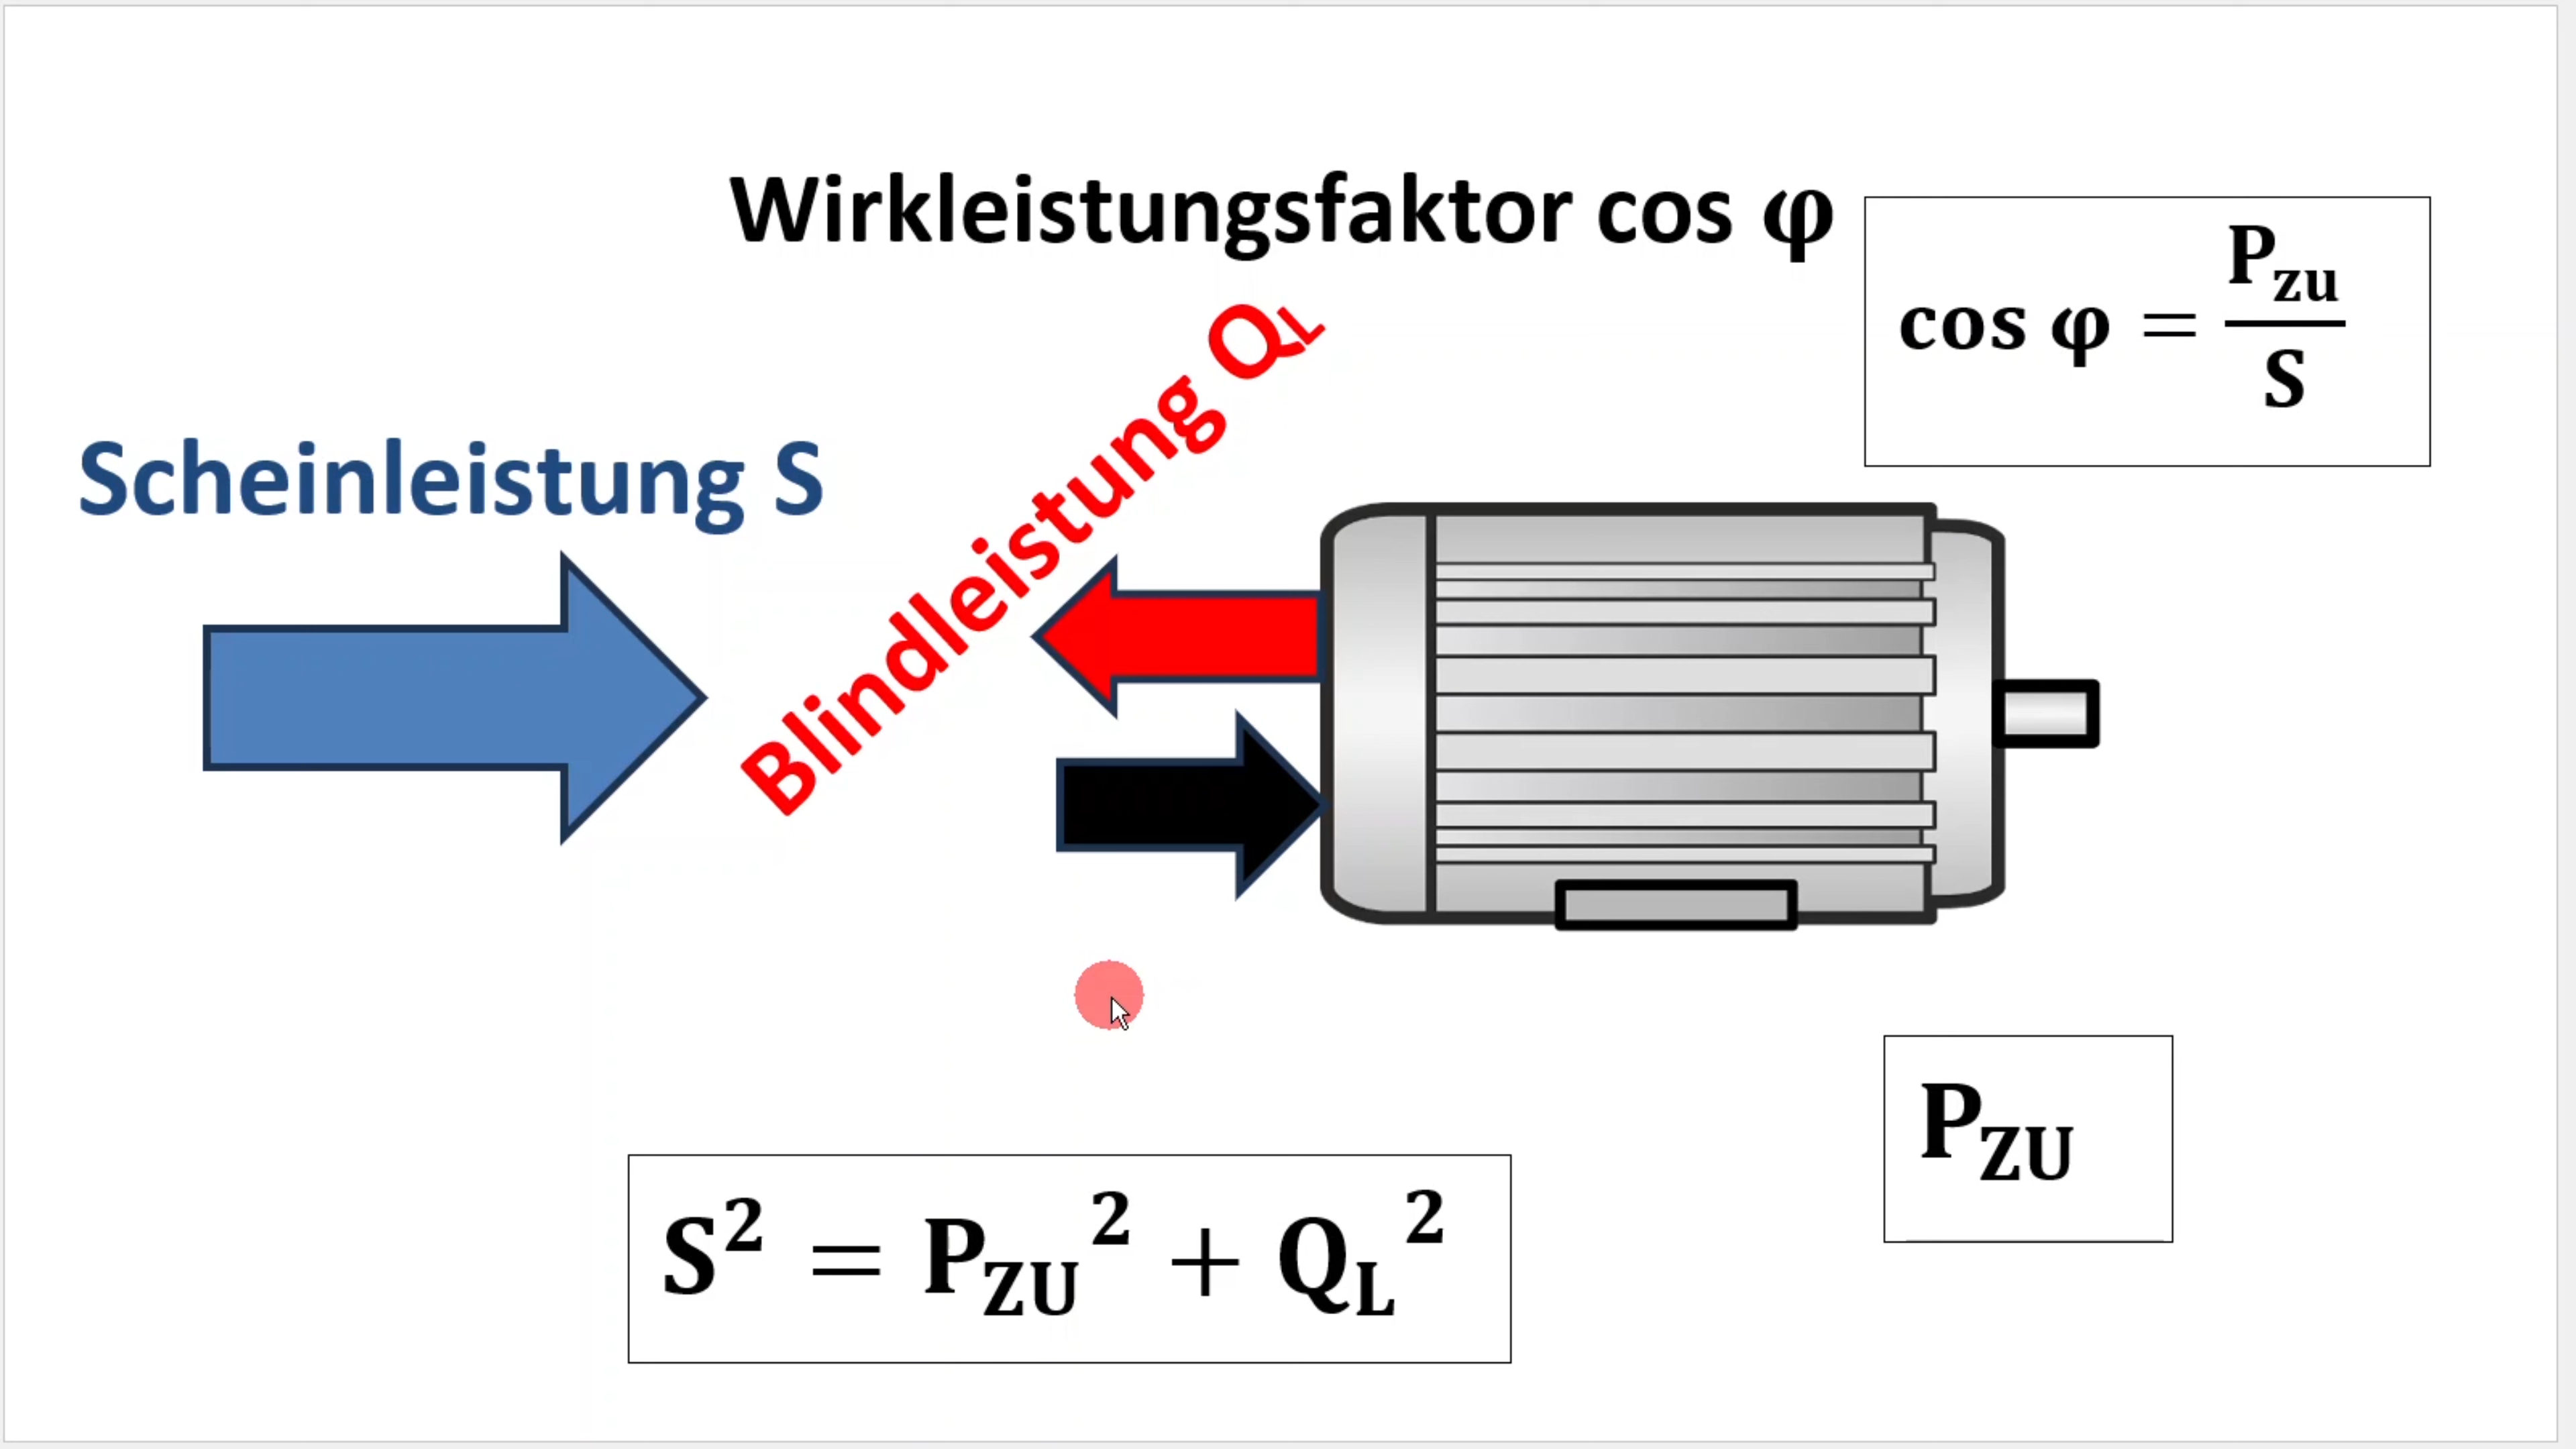 Wirkleistungsfaktor cos φ
cos φ = P_zu / S
Blindleistung Q_L
Scheinleistung S
P_ZU
S² = P_ZU² + Q_L²